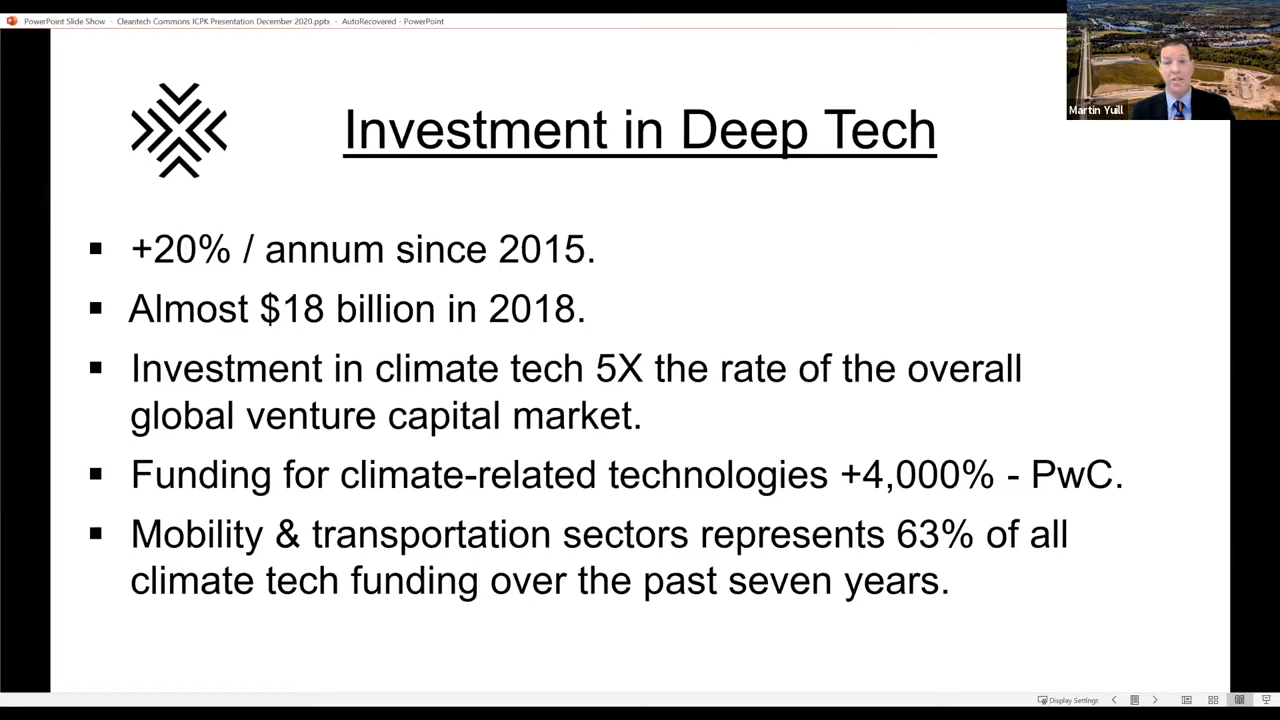 PowerPoint Slide Show - Cleantech Commons ICPK Presentation December 2020.pptx - AutoRecovered - PowerPoint
Martin Yuill
Investment in Deep Tech
▪ +20% / annum since 2015.
▪ Almost $18 billion in 2018.
▪ Investment in climate tech 5X the rate of the overall
global venture capital market.
▪ Funding for climate-related technologies +4,000% - PwC.
▪ Mobility & transportation sectors represents 63% of all
climate tech funding over the past seven years.
Display Settings